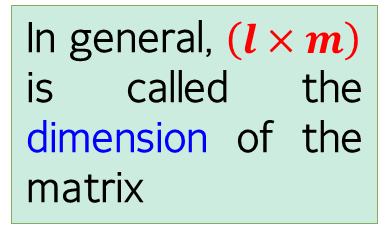 In general, (l × m)
is called the
dimension of the
matrix